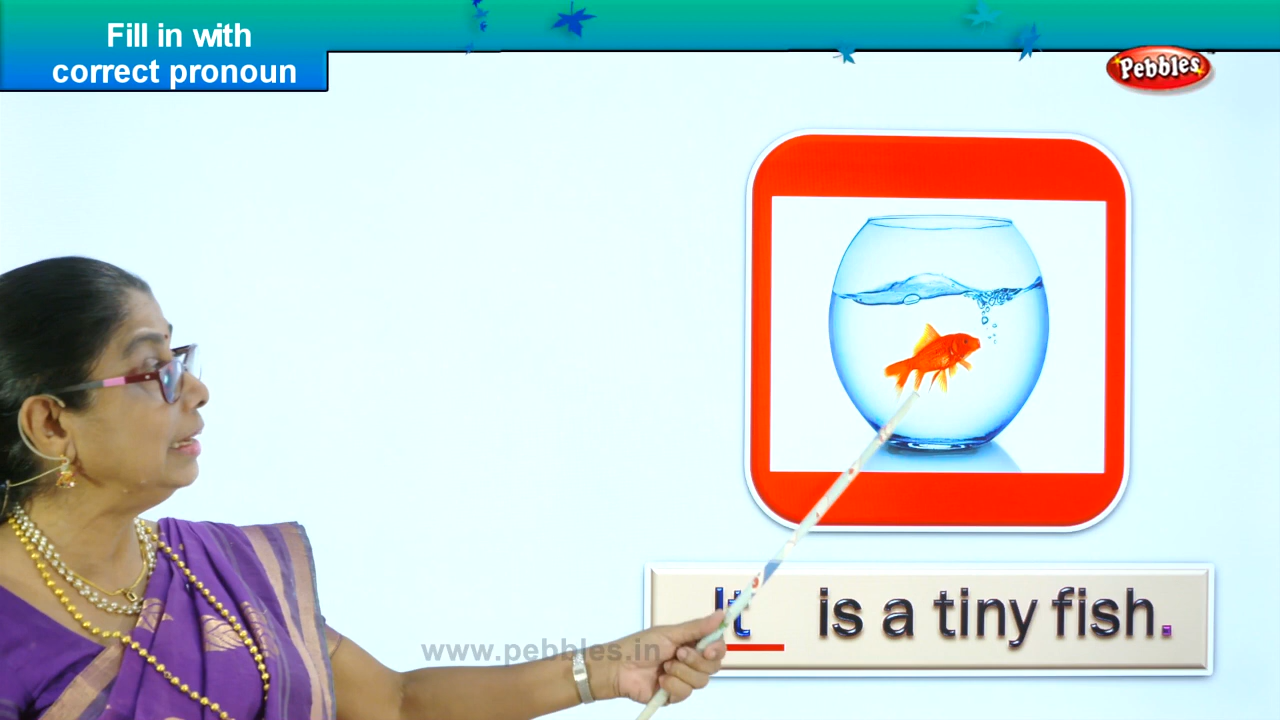 Fill in with
correct pronoun
Pebbles
It is a tiny fish.
www.pebbles.in